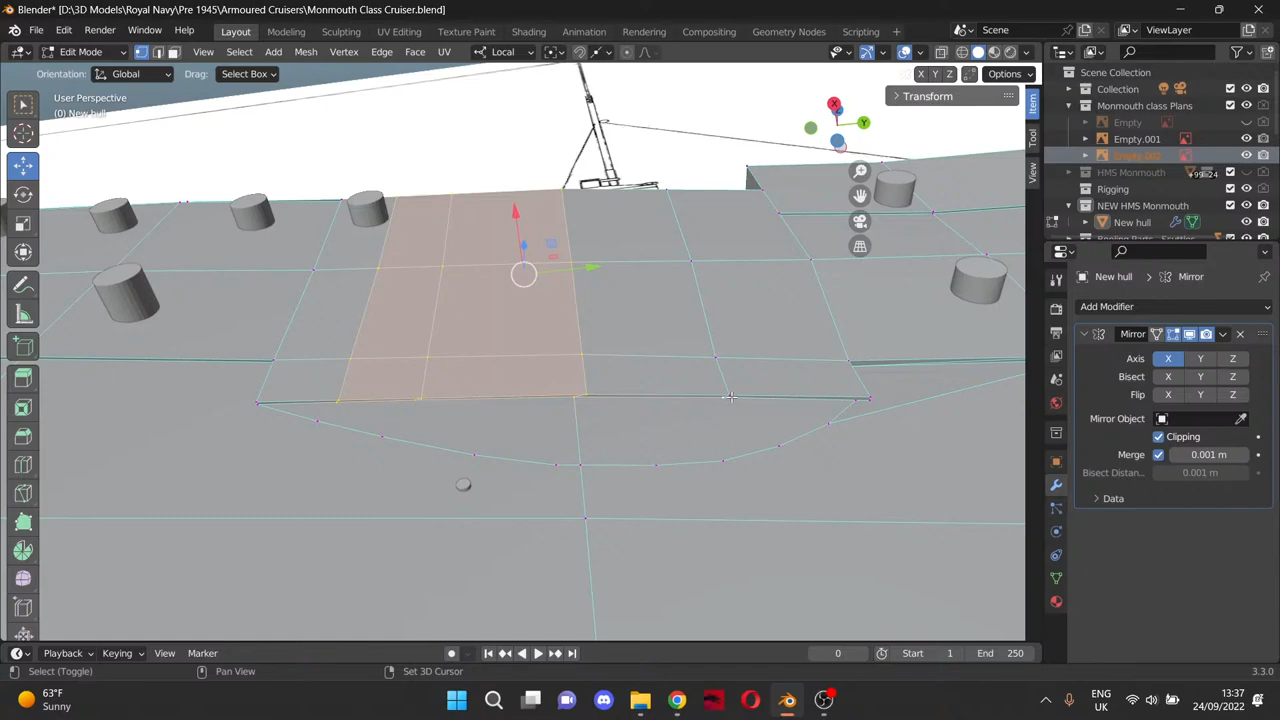 Blender* [D:\3D Models\Royal Navy\Pre 1945\Armoured Cruisers\Monmouth Class Cruiser.blend]
File Edit Render Window Help Layout Modeling Sculpting UV Editing Texture Paint Shading Animation Rendering Compositing Geometry Nodes Scripting + Scene ViewLayer
Edit Mode View Select Add Mesh Vertex Edge Face UV Local
Orientation: Global Drag: Select Box X Y Z Options
User Perspective
(0) New hull
Transform
Item
Tool
View
X
Y
Scene Collection
Collection
Monmouth class Plans
Empty
Empty.001
Empty.002
HMS Monmouth
Rigging
NEW HMS Monmouth
New hull
New hull Mirror
Add Modifier
Mirror
Axis X Y Z
Bisect X Y Z
Flip X Y Z
Mirror Object
Clipping
Merge 0.001 m
Bisect Distan... 0.001 m
Data
Playback Keying View Marker 0 Start 1 End 250
Select (Toggle) Pan View Set 3D Cursor 3.3.0
63°F
Sunny
ENG
UK
13:37
24/09/2022